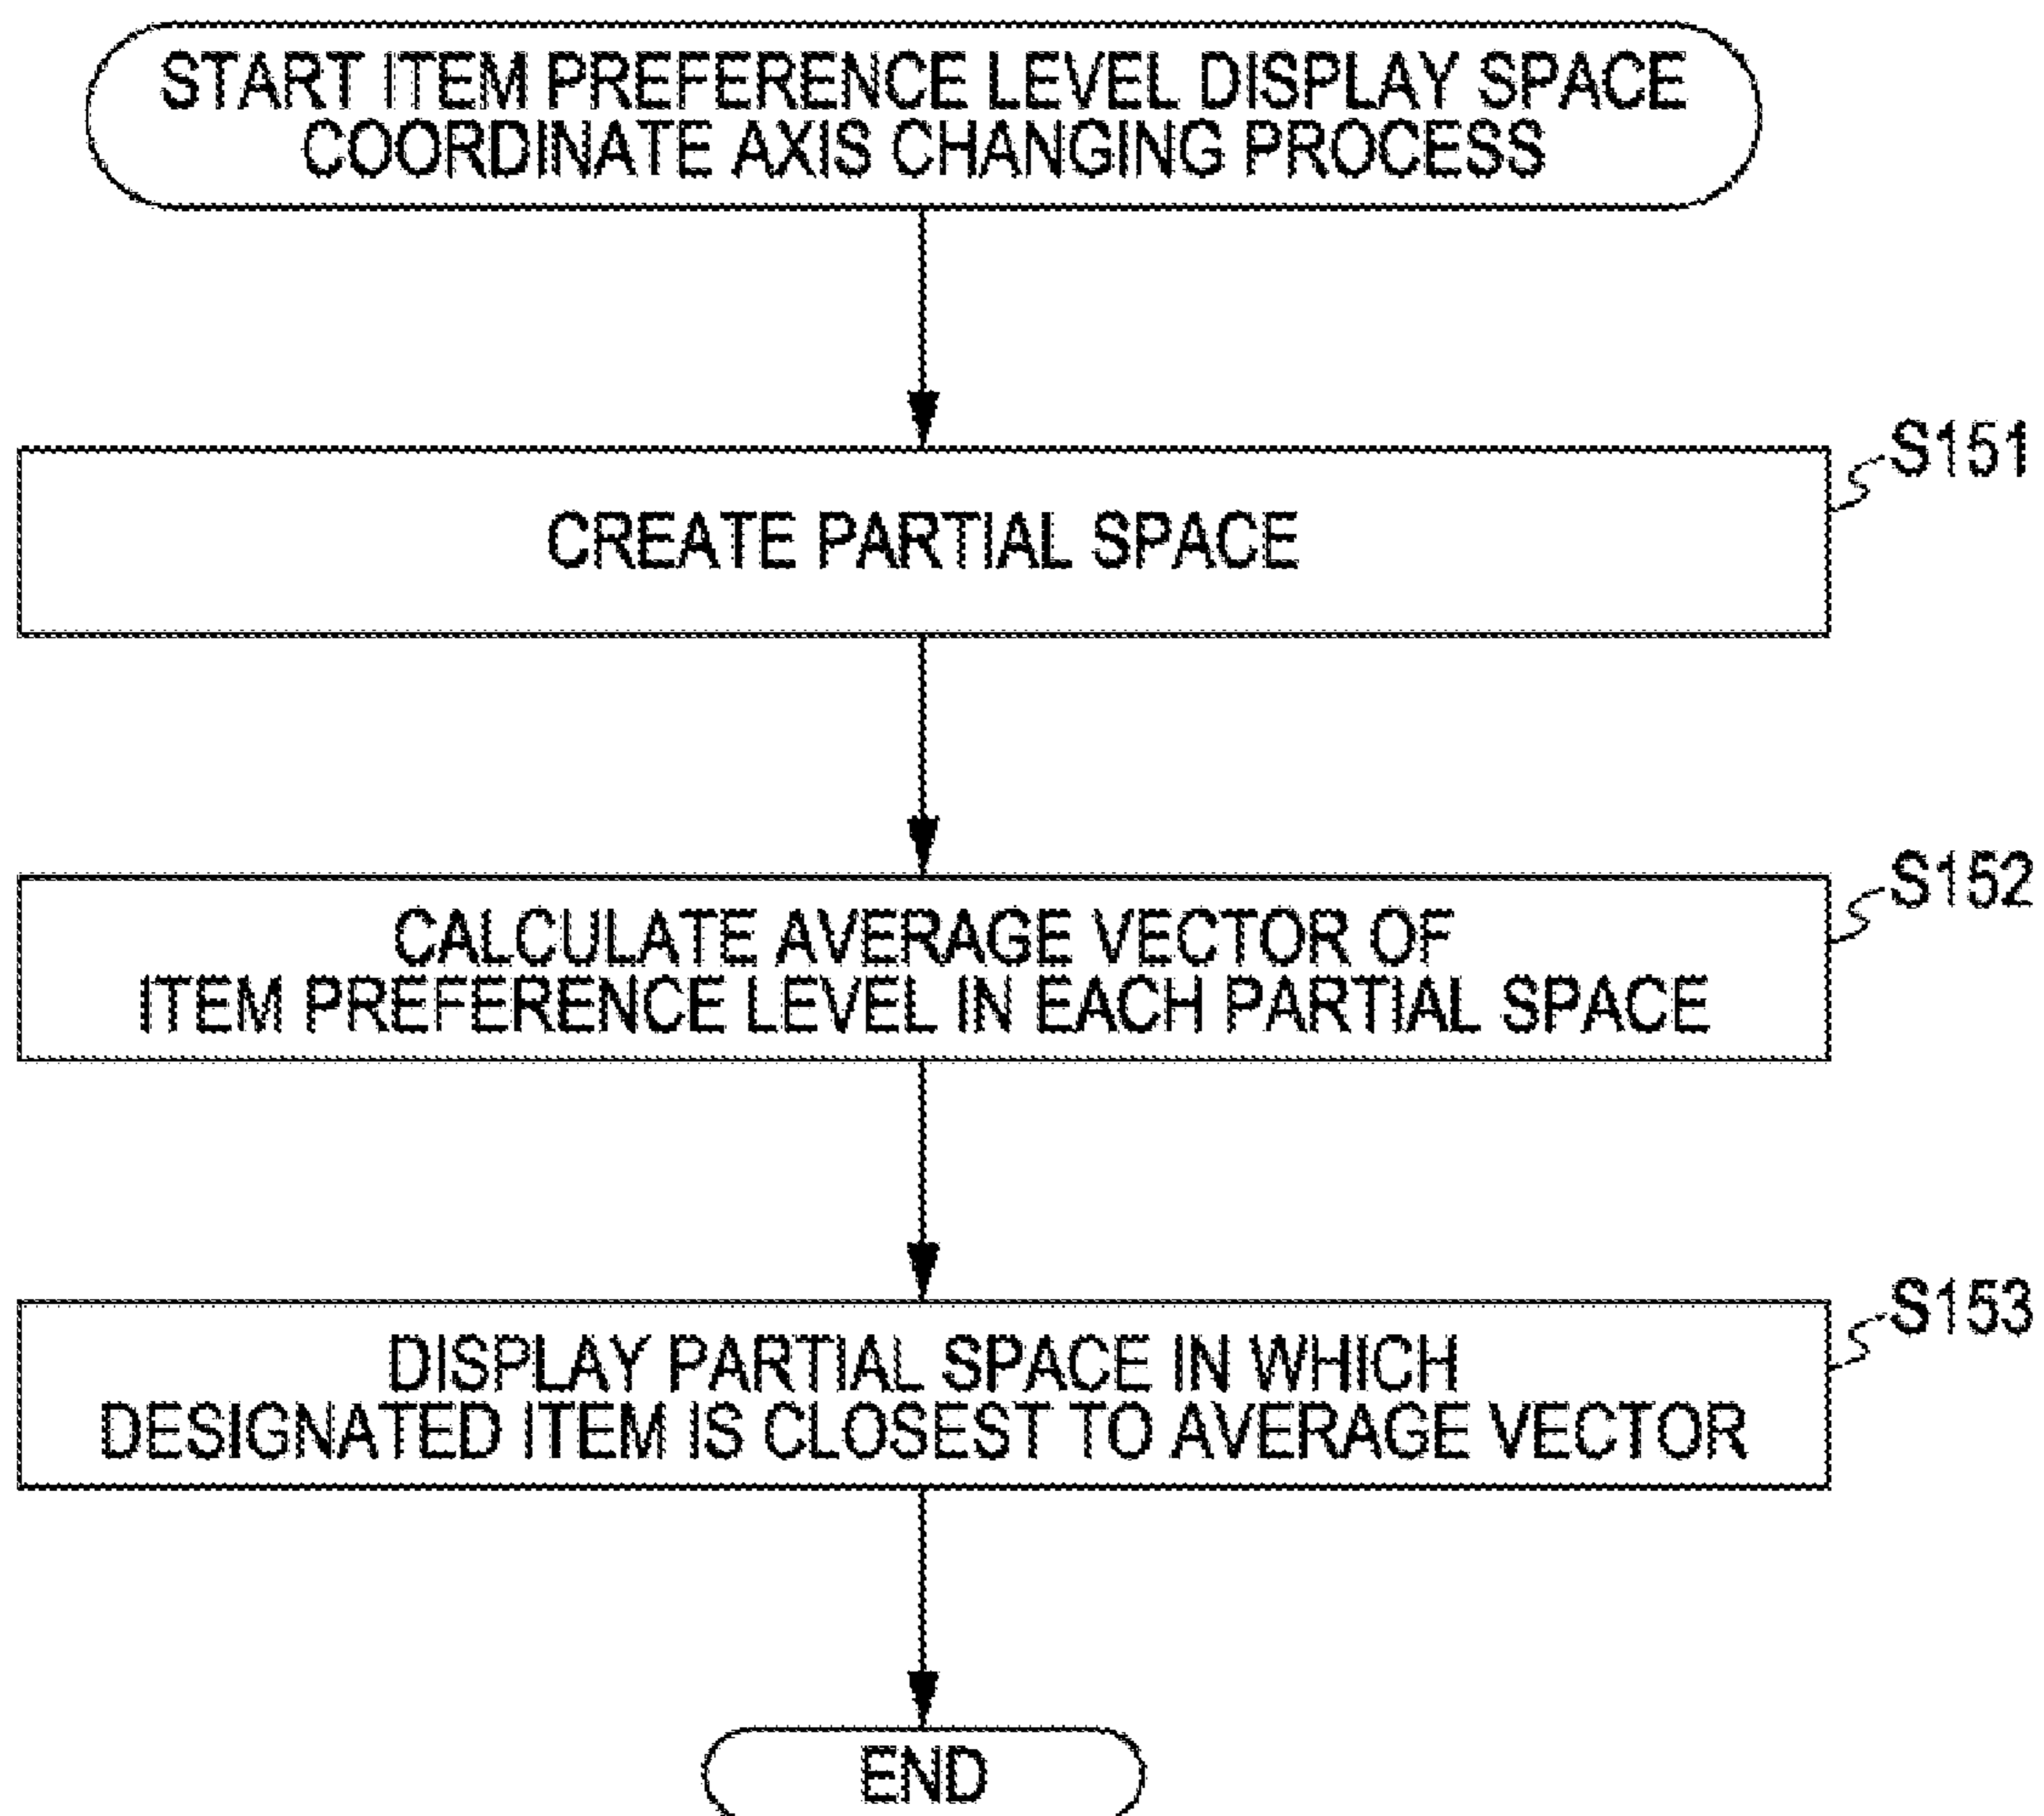 START ITEM PREFERENCE LEVEL DISPLAY SPACE
COORDINATE AXIS CHANGING PROCESS
S151
CREATE PARTIAL SPACE
S152
CALCULATE AVERAGE VECTOR OF
ITEM PREFERENCE LEVEL IN EACH PARTIAL SPACE
S153
DISPLAY PARTIAL SPACE IN WHICH
DESIGNATED ITEM IS CLOSEST TO AVERAGE VECTOR
END